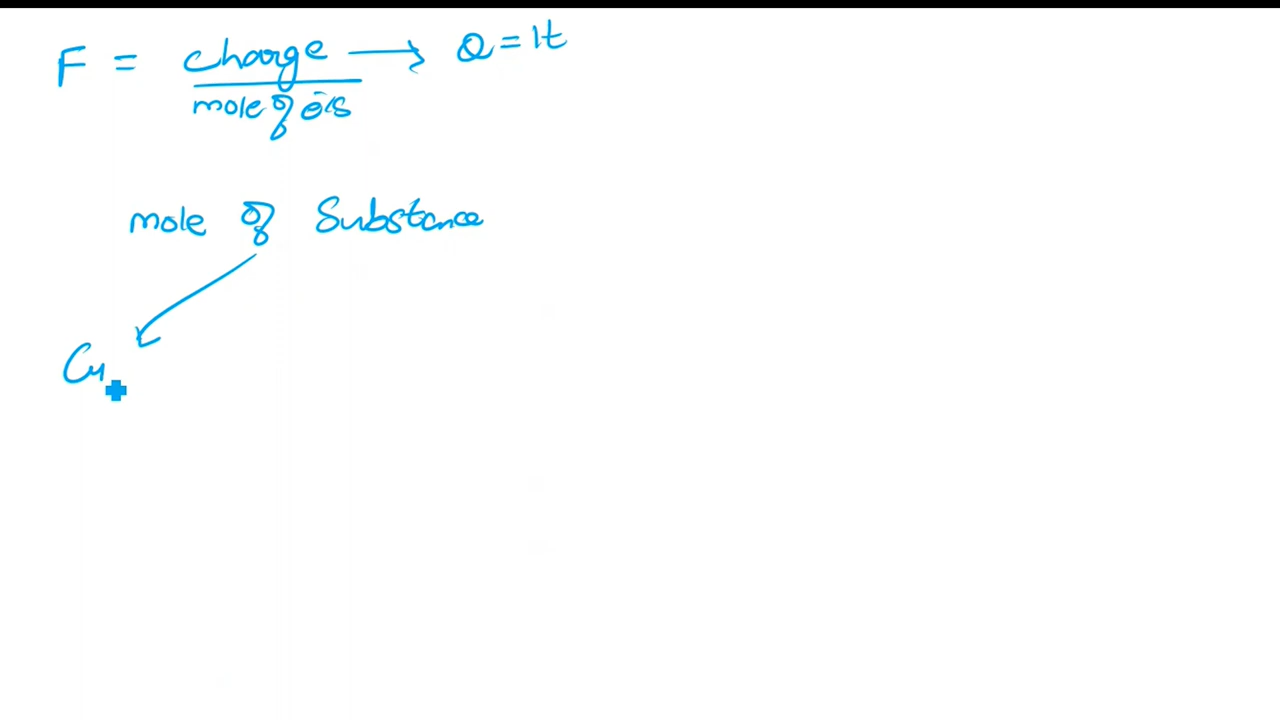 F = charge → Q = It
mole of e⁻s
mole of Substance
Cu